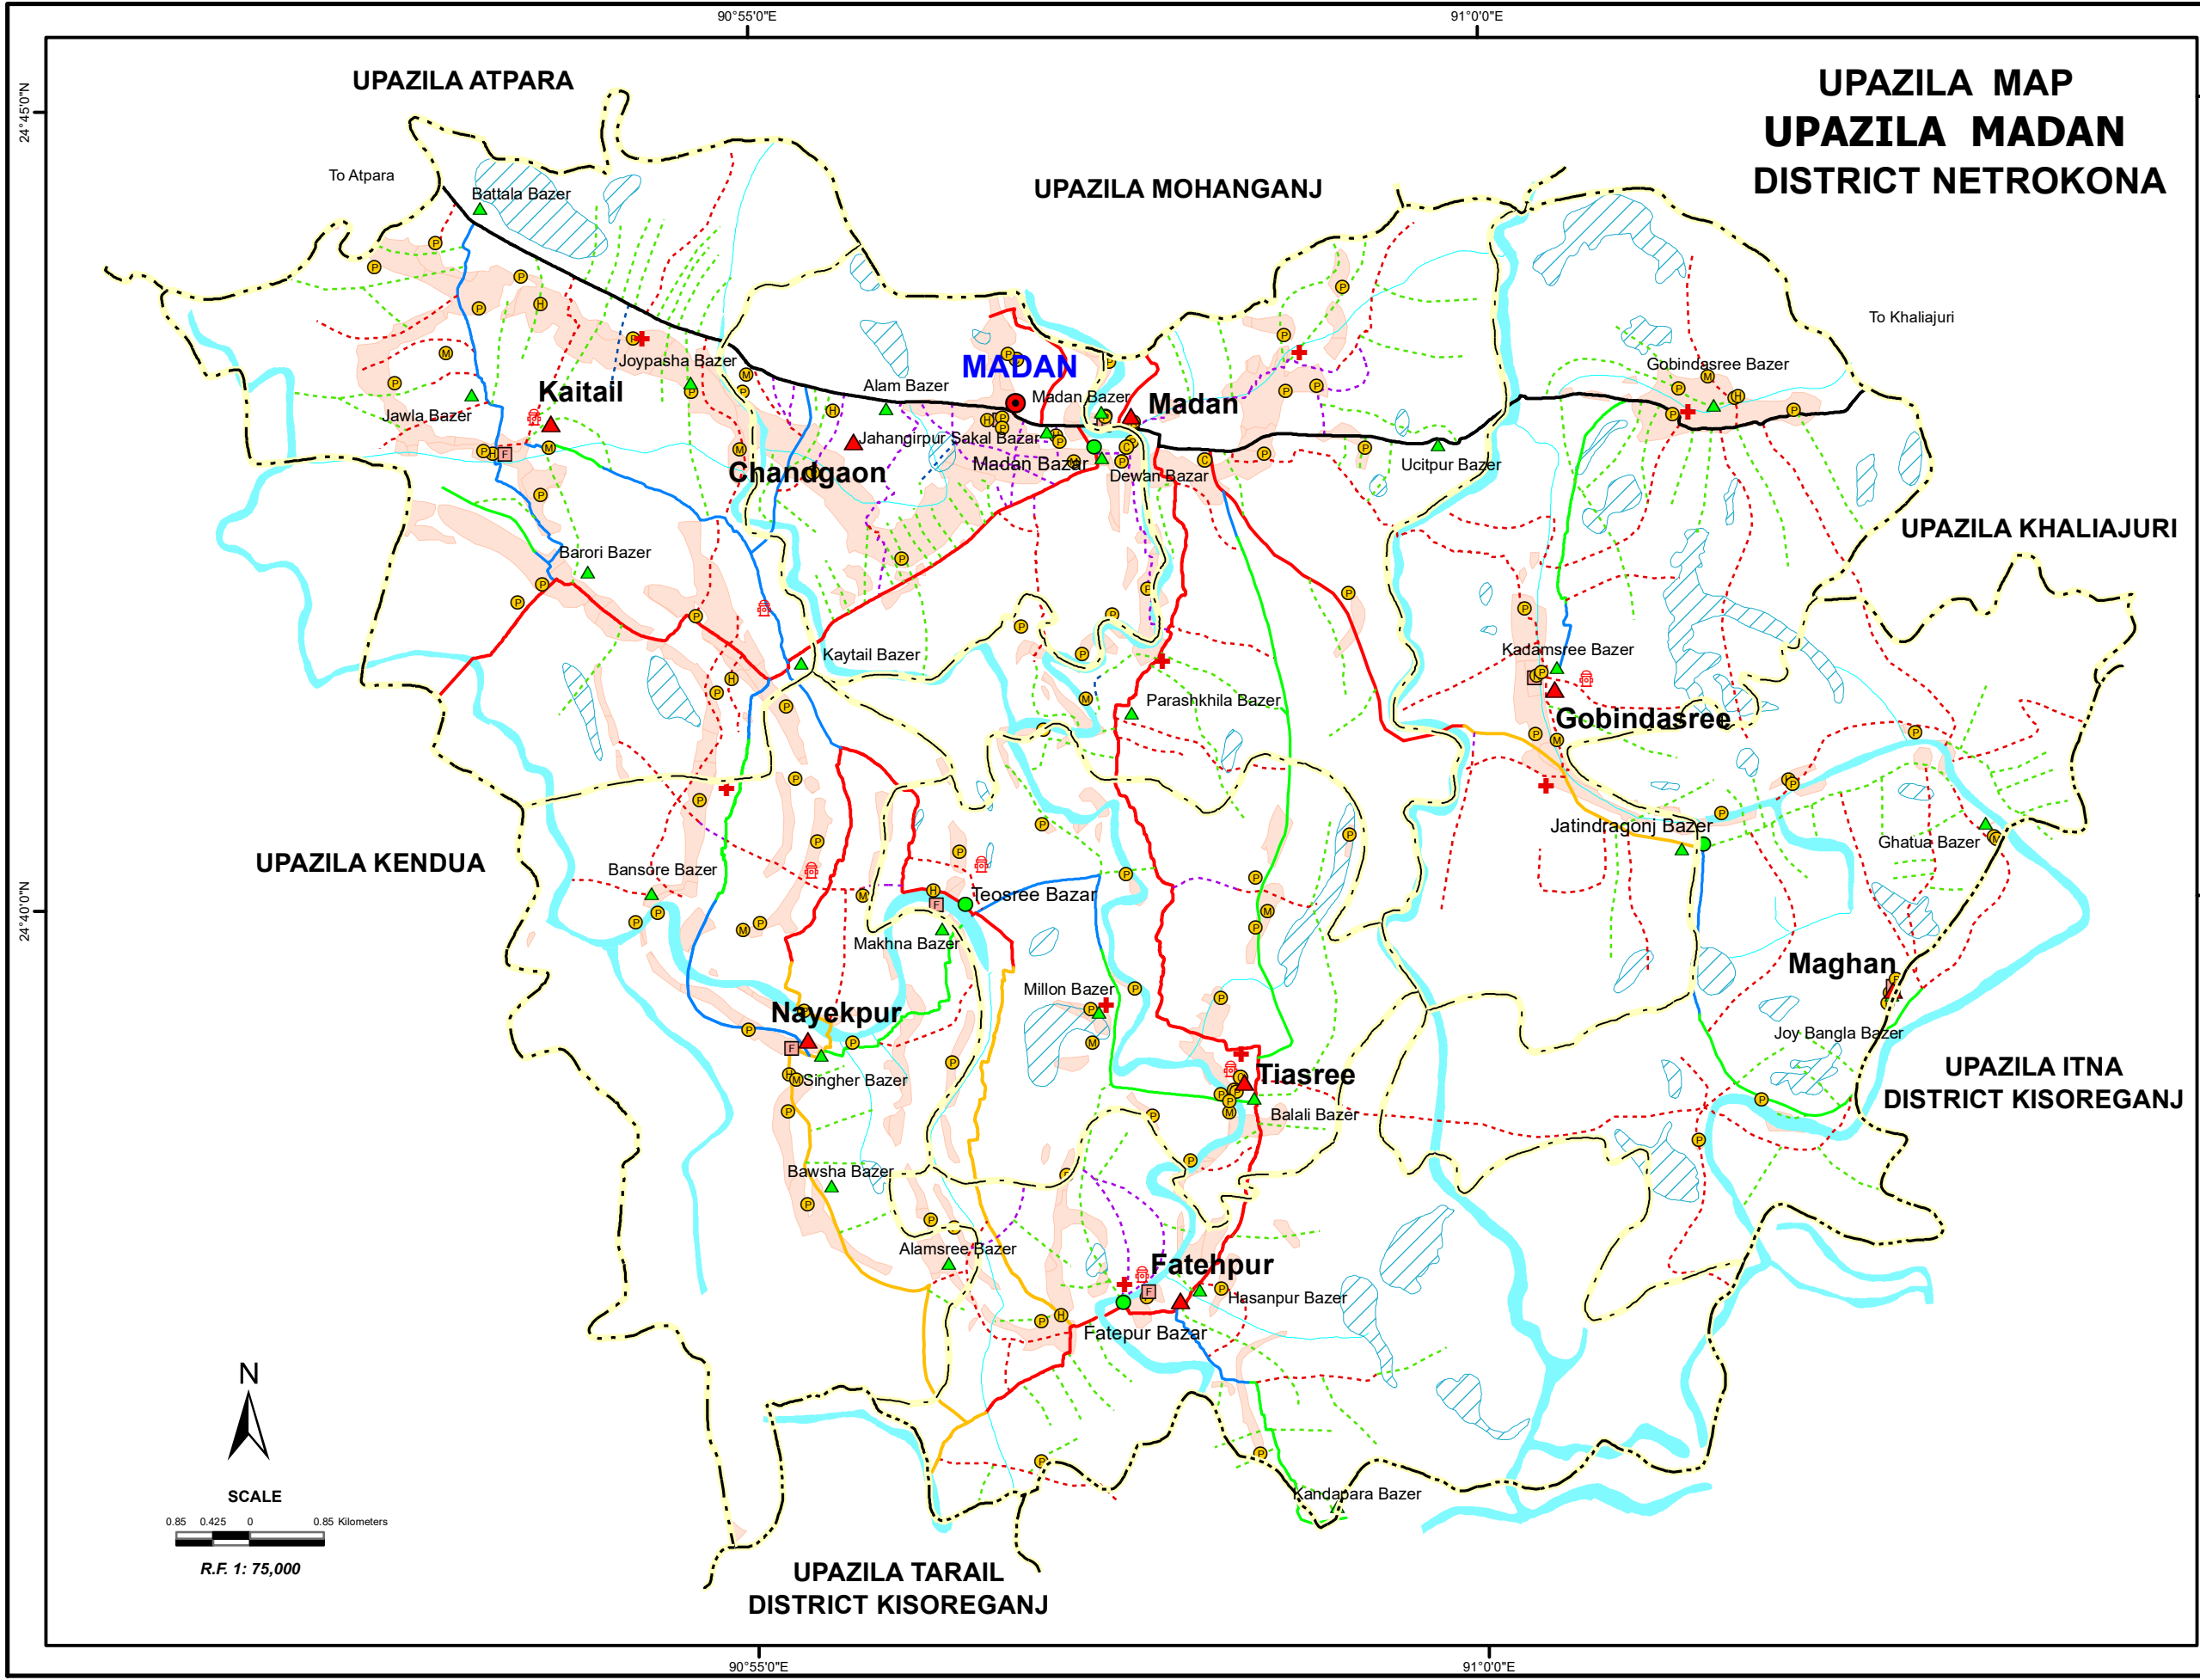 90°55'0"E
91°0'0"E
24°45'0"N
UPAZILA ATPARA
UPAZILA MAP
UPAZILA MADAN
DISTRICT NETROKONA
UPAZILA MOHANGANJ
To Atpara
Battala Bazer
To Khaliajuri
Joypasha Bazer
MADAN
Gobindasree Bazer
Kaitail
Alam Bazer
Madan Bazer
Madan
Jawla Bazer
Jahangirpur Sakal Bazar
Chandgaon
Madan Bazar
Dewan Bazar
Ucitpur Bazer
UPAZILA KHALIAJURI
Barori Bazer
Kaytail Bazer
Kadamsree Bazer
Parashkhila Bazer
Gobindasree
Jatindragonj Bazer
Ghatua Bazer
UPAZILA KENDUA
Bansore Bazer
24°40'0"N
Teosree Bazar
Makhna Bazer
Maghan
Millon Bazer
Nayekpur
Joy Bangla Bazer
Singher Bazer
Tiasree
UPAZILA ITNA
DISTRICT KISOREGANJ
Balali Bazer
Bawsha Bazer
Alamsree Bazer
Fatehpur
Hasanpur Bazer
Fatepur Bazar
N
Kandapara Bazer
SCALE
0.85 0.425 0 0.85 Kilometers
R.F. 1: 75,000
UPAZILA TARAIL
DISTRICT KISOREGANJ
90°55'0"E
91°0'0"E